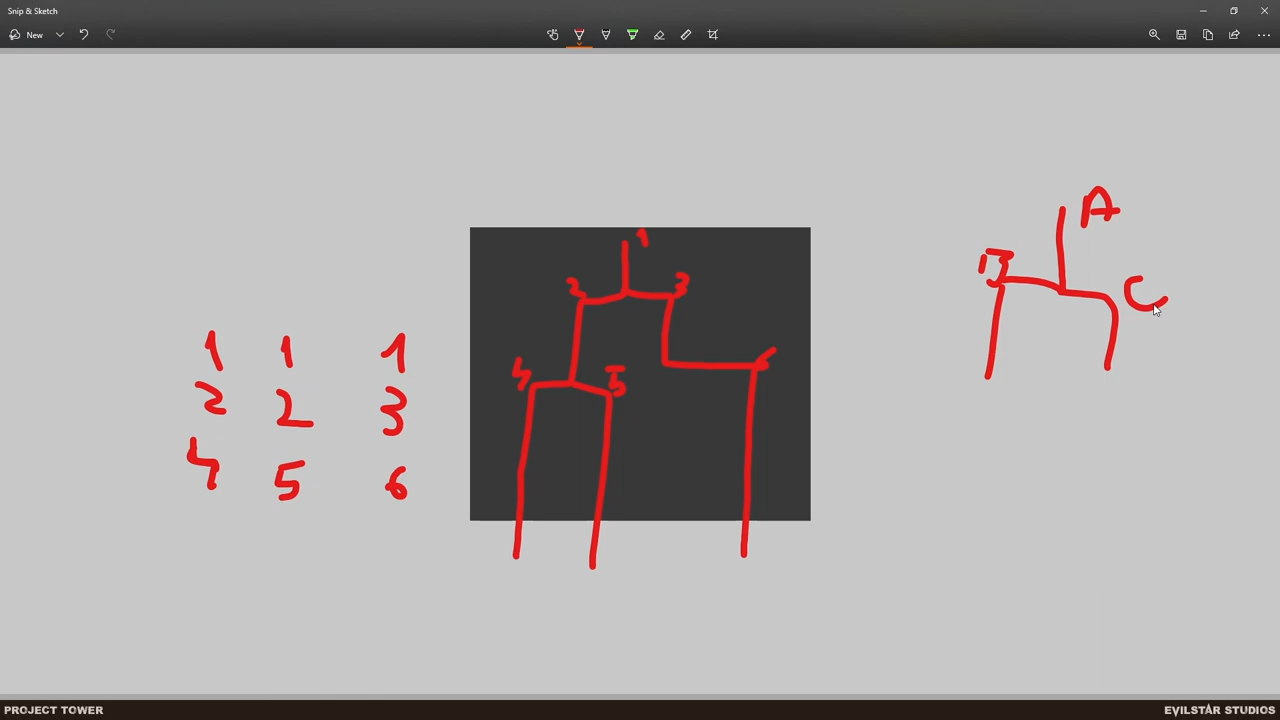 Snip & Sketch
New
1
2 3
4 5 6
1 1 1
2 2 3
4 5 6
A
B C
PROJECT TOWER
EVILSTAR STUDIOS